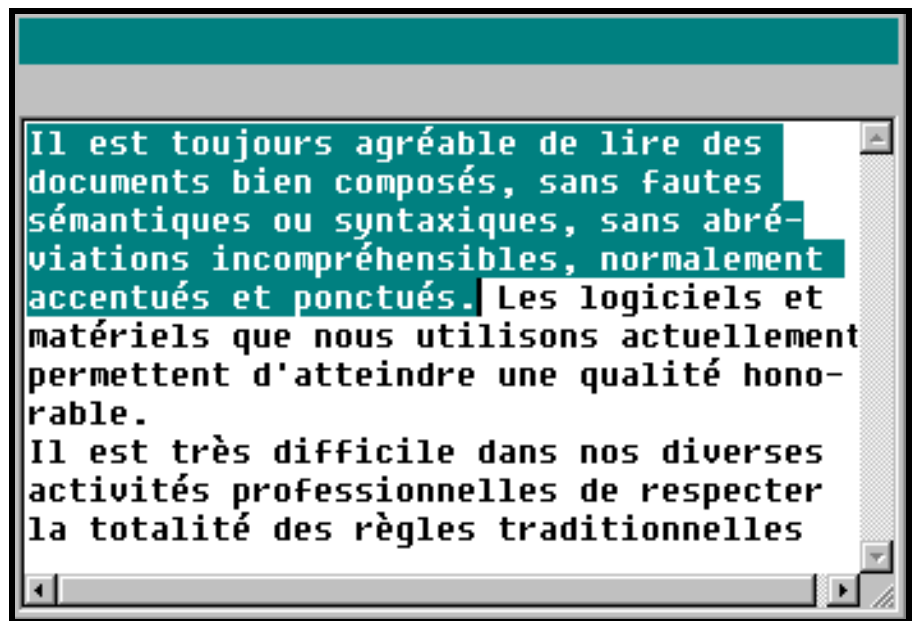 Il est toujours agréable de lire des
documents bien composés, sans fautes
sémantiques ou syntaxiques, sans abré-
viations incompréhensibles, normalement
accentués et ponctués. Les logiciels et
matériels que nous utilisons actuellement
permettent d'atteindre une qualité hono-
rable.
Il est très difficile dans nos diverses
activités professionnelles de respecter
la totalité des règles traditionnelles